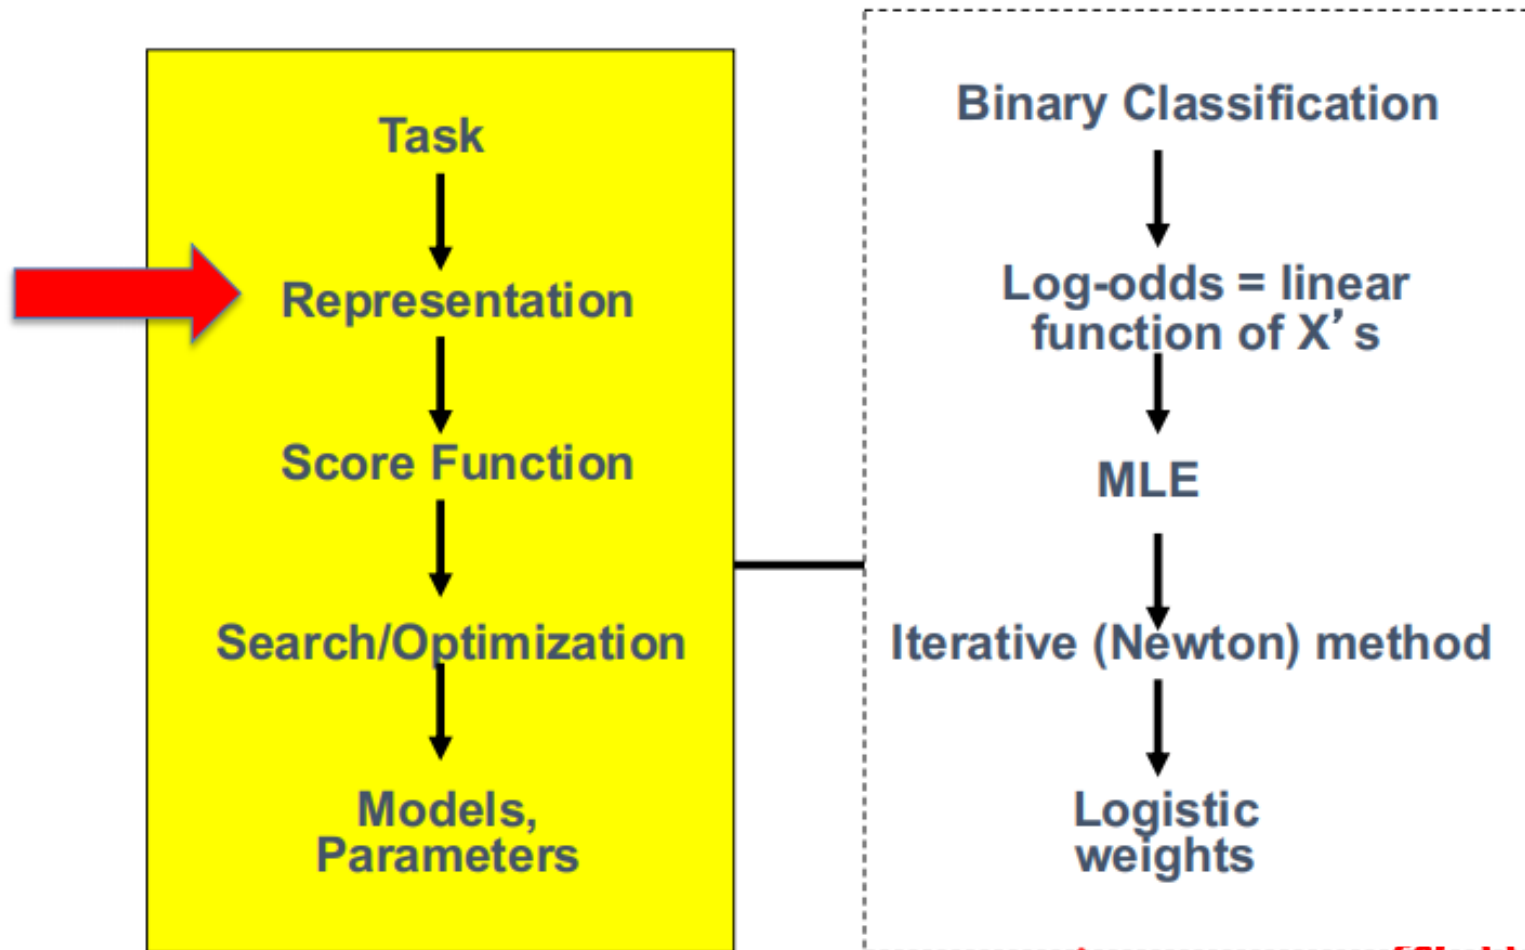 Task
Representation
Score Function
Search/Optimization
Models,
Parameters
Binary Classification
Log-odds = linear
function of X’s
MLE
Iterative (Newton) method
Logistic
weights